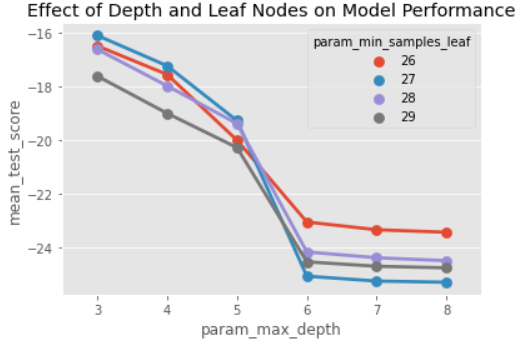 Effect of Depth and Leaf Nodes on Model Performance
param_min_samples_leaf
26
27
28
29
mean_test_score
−16
−18
−20
−22
−24
3 4 5 6 7 8
param_max_depth